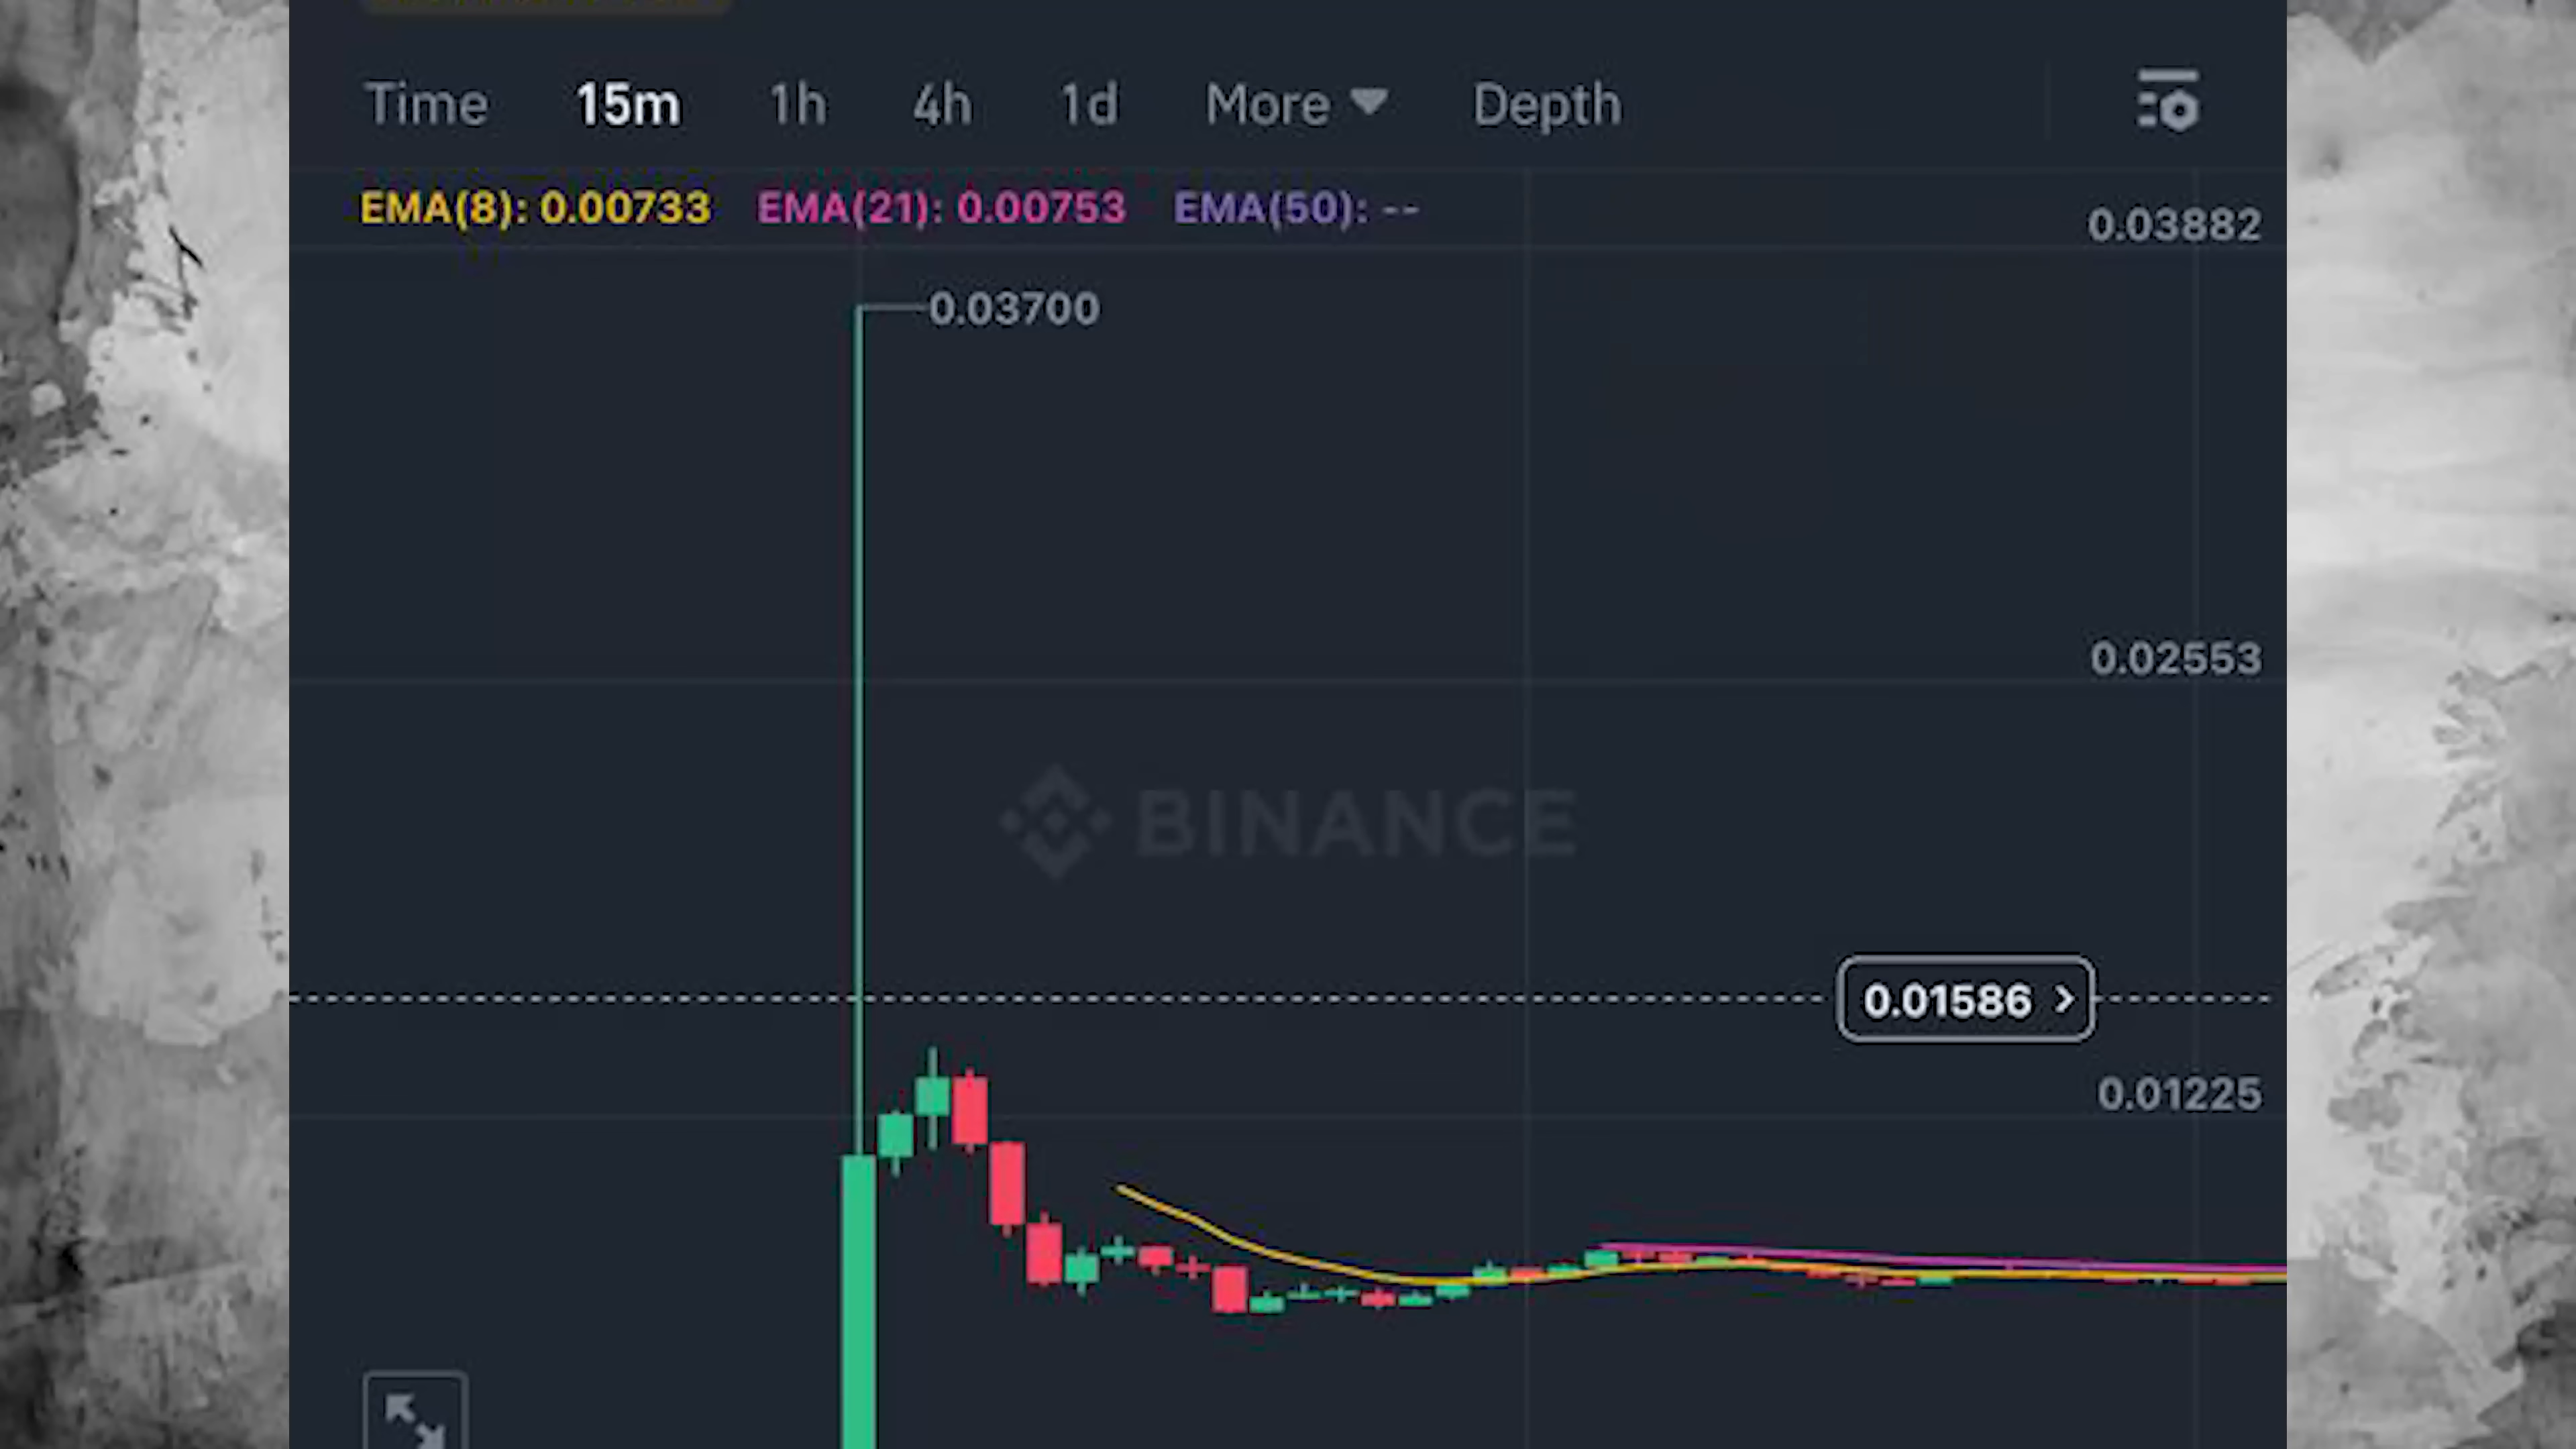 Time 15m 1h 4h 1d More Depth
EMA(8): 0.00733 EMA(21): 0.00753 EMA(50): --
0.03882
0.03700
0.02553
BINANCE
0.01586
0.01225